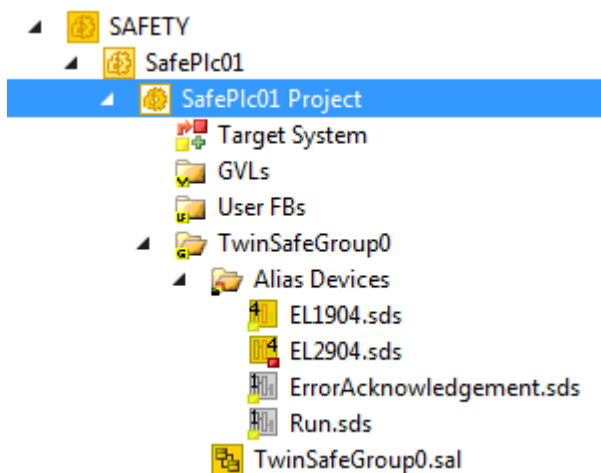 SAFETY
SafePlc01
SafePlc01 Project
Target System
GVLs
User FBs
TwinSafeGroup0
Alias Devices
EL1904.sds
EL2904.sds
ErrorAcknowledgement.sds
Run.sds
TwinSafeGroup0.sal